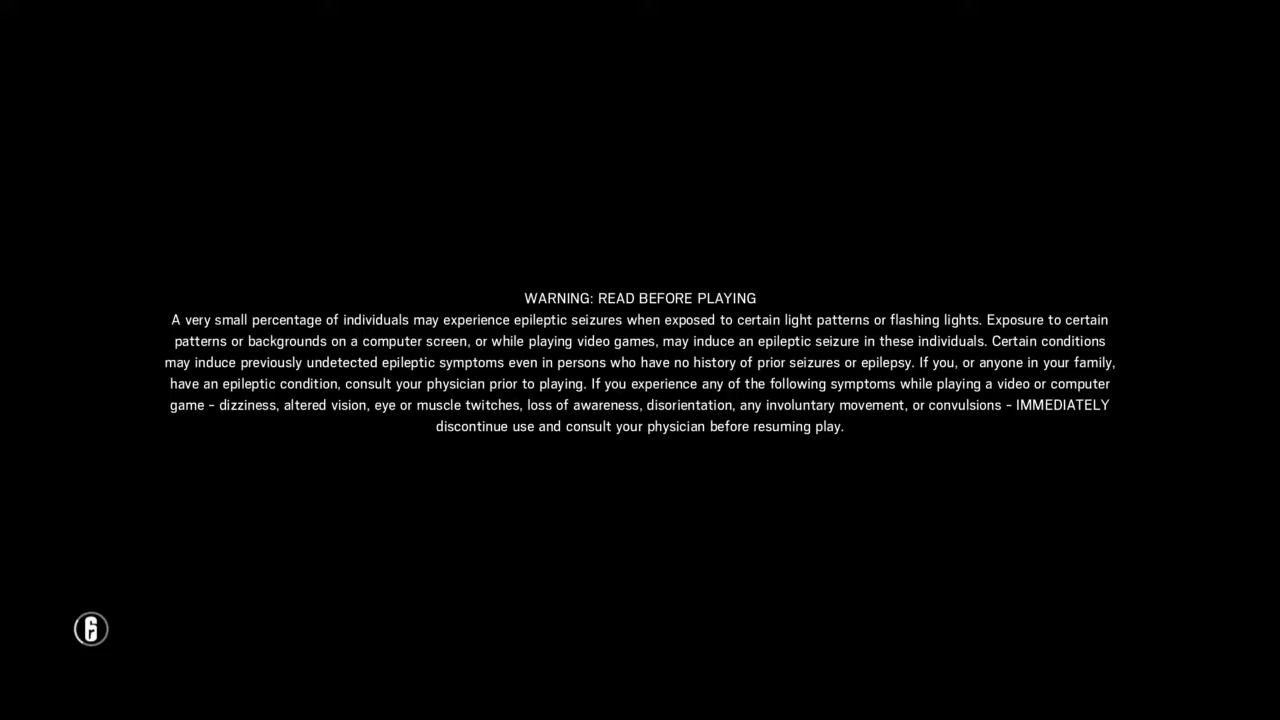 WARNING: READ BEFORE PLAYING
A very small percentage of individuals may experience epileptic seizures when exposed to certain light patterns or flashing lights. Exposure to certain
patterns or backgrounds on a computer screen, or while playing video games, may induce an epileptic seizure in these individuals. Certain conditions
may induce previously undetected epileptic symptoms even in persons who have no history of prior seizures or epilepsy. If you, or anyone in your family,
have an epileptic condition, consult your physician prior to playing. If you experience any of the following symptoms while playing a video or computer
game - dizziness, altered vision, eye or muscle twitches, loss of awareness, disorientation, any involuntary movement, or convulsions - IMMEDIATELY
discontinue use and consult your physician before resuming play.
6